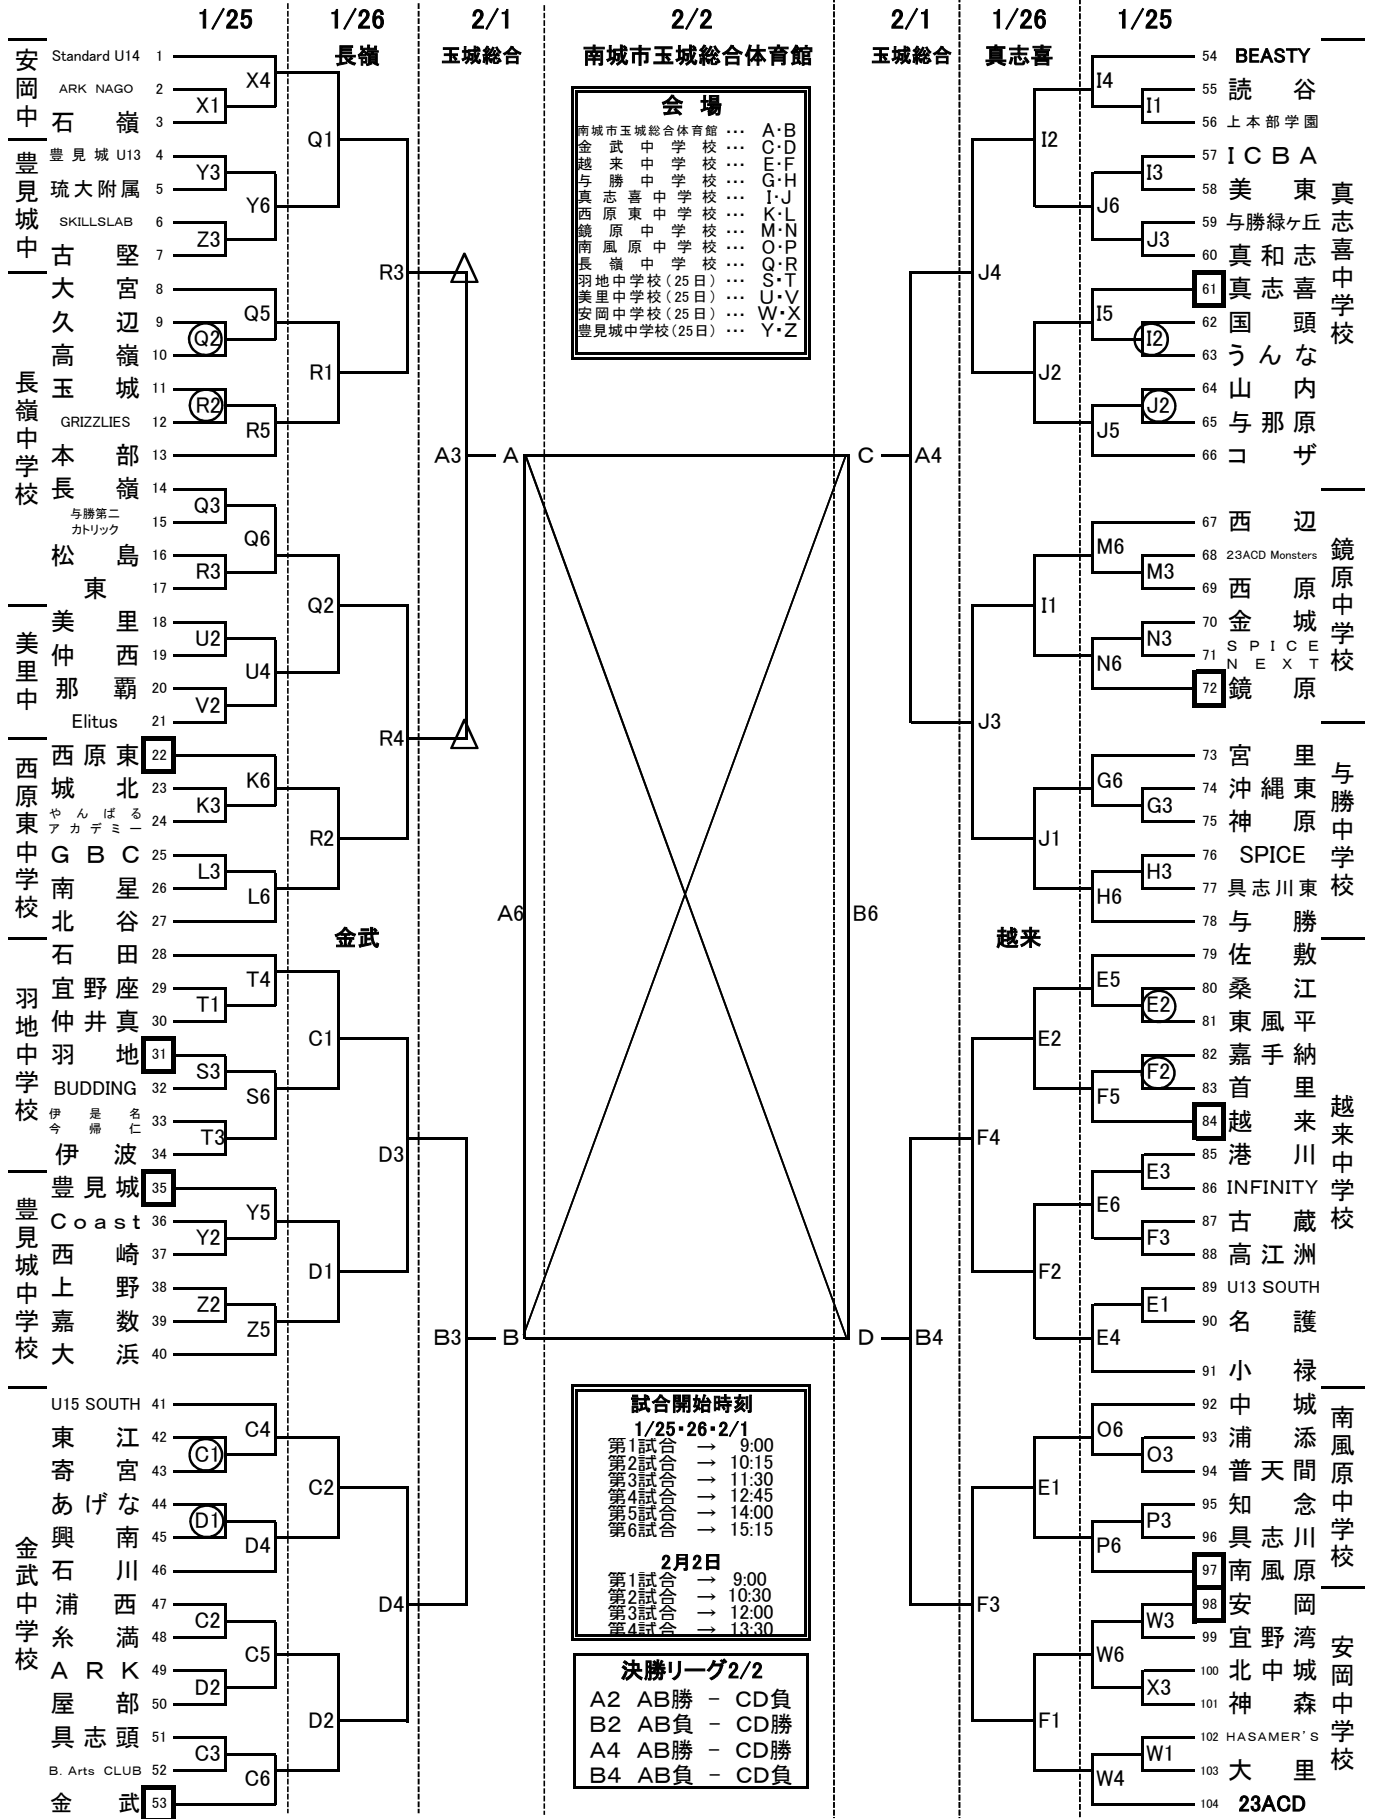 1/25 1/26 2/1 2/2 2/1 1/26 1/25
長嶺 玉城総合 南城市玉城総合体育館 玉城総合 真志喜
安岡中
Standard U14 1
ARK NAGO 2
石嶺 3
X4
X1
豊見城中
豊見城 U13 4
琉大附属 5
SKILLSLAB 6
古堅 7
Y3
Y6
Z3
Q1
長嶺中学校
大宮 8
久辺 9
高嶺 10
玉城 11
GRIZZLIES 12
本部 13
長嶺 14
与勝第二
カトリック 15
松島 16
東 17
Q5
Q2
R2
R5
R1
R3
Q3
Q6
R3
美里中
美里 18
仲西 19
那覇 20
Elitus 21
U2
U4
V2
Q2
西原東中学校
西原東 22
城北 23
やんばる
アカデミー 24
GBC 25
南星 26
北谷 27
K6
K3
L3
L6
R2
R4
A3
A
金武
羽地中学校
石田 28
宜野座 29
仲井真 30
羽地 31
BUDDING 32
伊是名
今帰仁 33
伊波 34
T4
T1
S3
S6
T3
C1
豊見城中学校
豊見城 35
Coast 36
西崎 37
上野 38
嘉数 39
大浜 40
Y5
Y2
Z2
Z5
D1
D3
金武中学校
U15 SOUTH 41
東江 42
寄宮 43
あげな 44
興南 45
石川 46
浦西 47
糸満 48
ARK 49
屋部 50
具志頭 51
B. Arts CLUB 52
金武 53
C4
C1
D1
D4
C2
C2
C5
D2
C3
C6
D2
D4
B3
B
A6
会場
南城市玉城総合体育館 … A・B
金武中学校 … C・D
越来中学校 … E・F
与勝中学校 … G・H
真志喜中学校 … I・J
西原東中学校 … K・L
鏡原中学校 … M・N
南風原中学校 … O・P
長嶺中学校 … Q・R
羽地中学校(25日) … S・T
美里中学校(25日) … U・V
安岡中学校(25日) … W・X
豊見城中学校(25日) … Y・Z
試合開始時刻
1/25・26・2/1
第1試合 → 9:00
第2試合 → 10:15
第3試合 → 11:30
第4試合 → 12:45
第5試合 → 14:00
第6試合 → 15:15
2月2日
第1試合 → 9:00
第2試合 → 10:30
第3試合 → 12:00
第4試合 → 13:30
決勝リーグ2/2
A2 AB勝 - CD負
B2 AB負 - CD勝
A4 AB勝 - CD勝
B4 AB負 - CD負
B6
C
A4
D
B4
真志喜中学校
54 BEASTY
55 読谷
56 上本部学園
57 ICBA
58 美東
59 与勝緑ヶ丘
60 真和志
61 真志喜
62 国頭
63 うんな
64 山内
65 与那原
66 コザ
I4
I1
I2
I3
J6
J3
J4
I5
I2
J2
J2
J5
鏡原中学校
67 西辺
68 23ACD Monsters
69 西原
70 金城
71 SPICE
NEXT
72 鏡原
M6
M3
I1
N3
N6
J3
与勝中学校
73 宮里
74 沖縄東
75 神原
76 SPICE
77 具志川東
78 与勝
G6
G3
J1
H3
H6
越来
越来中学校
79 佐敷
80 桑江
81 東風平
82 嘉手納
83 首里
84 越来
85 港川
86 INFINITY
87 古蔵
88 高江洲
89 U13 SOUTH
90 名護
91 小禄
E5
E2
E2
F2
F5
F4
E3
E6
F3
F2
E1
E4
南風原中学校
92 中城
93 浦添
94 普天間
95 知念
96 具志川
97 南風原
O6
O3
E1
P3
P6
F3
安岡中学校
98 安岡
99 宜野湾
100 北中城
101 神森
102 HASAMER'S
103 大里
104 23ACD
W3
W6
X3
F1
W1
W4